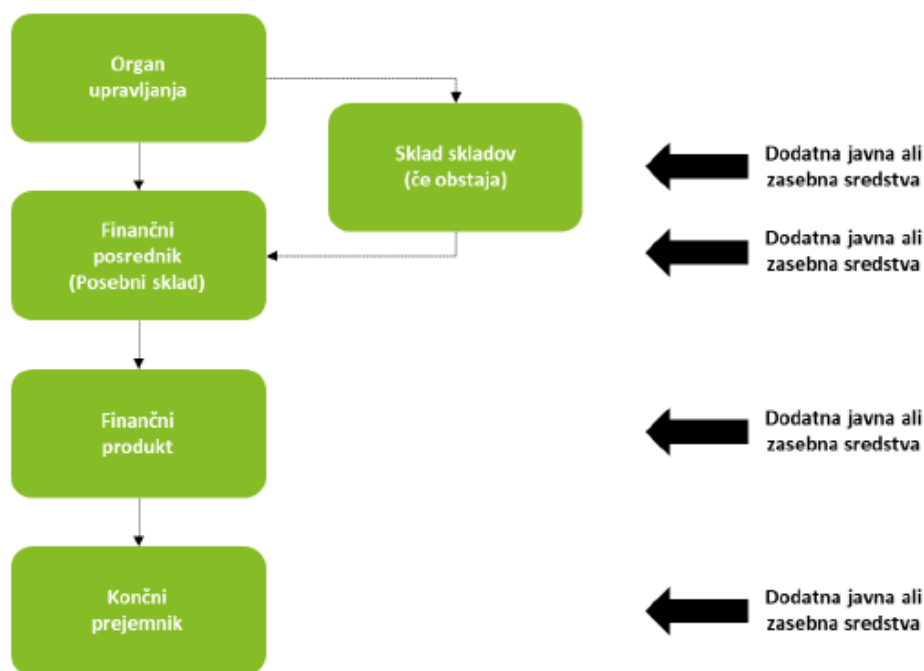 Organ
upravljanja
Sklad skladov
(če obstaja)
Dodatna javna ali
zasebna sredstva
Finančni
posrednik
(Posebni sklad)
Dodatna javna ali
zasebna sredstva
Finančni
produkt
Dodatna javna ali
zasebna sredstva
Končni
prejemnik
Dodatna javna ali
zasebna sredstva